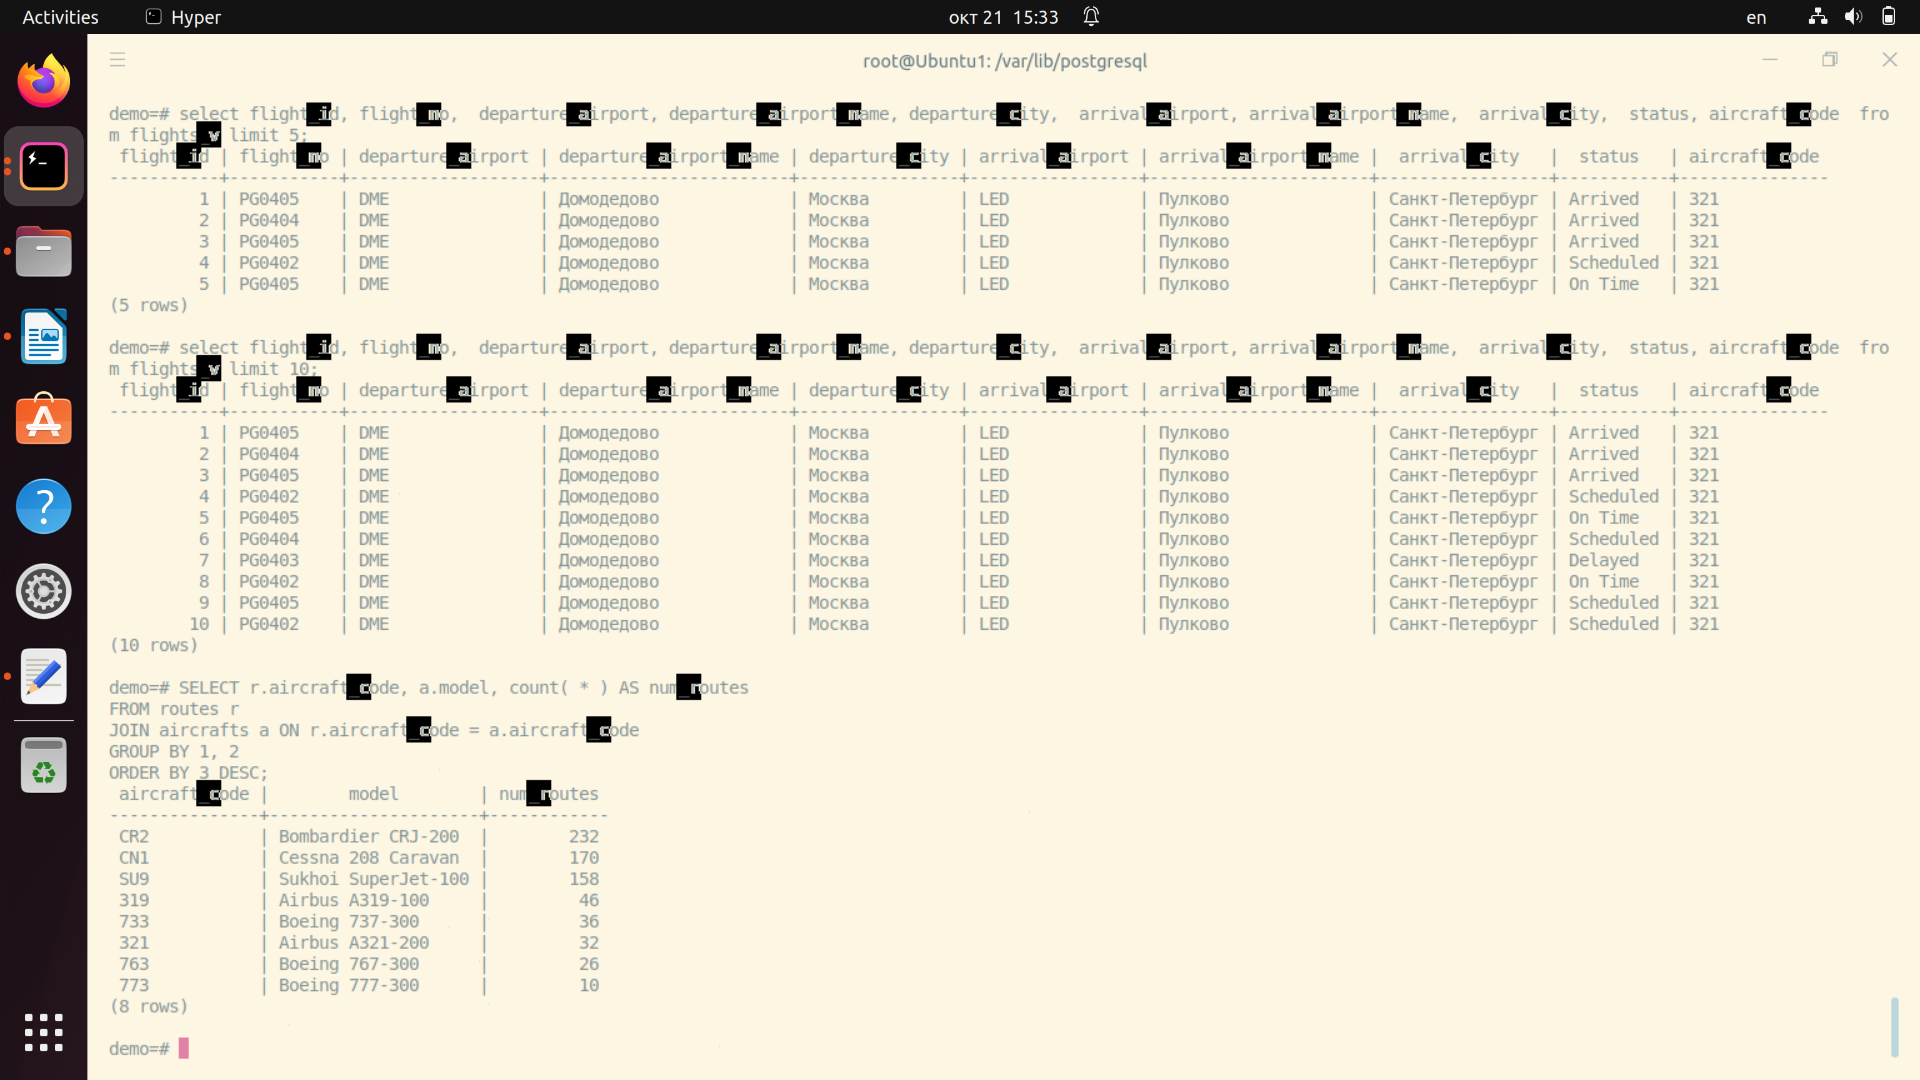 Activities Hyper окт 21 15:33 en
root@Ubuntu1: /var/lib/postgresql
demo=# select flight_id, flight_no,  departure_airport, departure_airport_name, departure_city,  arrival_airport, arrival_airport_name,  arrival_city,  status, aircraft_code  fro
m flights_v limit 5;
 flight_id | flight_no | departure_airport | departure_airport_name | departure_city | arrival_airport | arrival_airport_name |  arrival_city   |  status   | aircraft_code
-----------+-----------+-------------------+------------------------+----------------+-----------------+----------------------+-----------------+-----------+---------------
         1 | PG0405    | DME               | Домодедово             | Москва         | LED             | Пулково              | Санкт-Петербург | Arrived   | 321
         2 | PG0404    | DME               | Домодедово             | Москва         | LED             | Пулково              | Санкт-Петербург | Arrived   | 321
         3 | PG0405    | DME               | Домодедово             | Москва         | LED             | Пулково              | Санкт-Петербург | Arrived   | 321
         4 | PG0402    | DME               | Домодедово             | Москва         | LED             | Пулково              | Санкт-Петербург | Scheduled | 321
         5 | PG0405    | DME               | Домодедово             | Москва         | LED             | Пулково              | Санкт-Петербург | On Time   | 321
(5 rows)
demo=# select flight_id, flight_no,  departure_airport, departure_airport_name, departure_city,  arrival_airport, arrival_airport_name,  arrival_city,  status, aircraft_code  fro
m flights_v limit 10;
 flight_id | flight_no | departure_airport | departure_airport_name | departure_city | arrival_airport | arrival_airport_name |  arrival_city   |  status   | aircraft_code
-----------+-----------+-------------------+------------------------+----------------+-----------------+----------------------+-----------------+-----------+---------------
         1 | PG0405    | DME               | Домодедово             | Москва         | LED             | Пулково              | Санкт-Петербург | Arrived   | 321
         2 | PG0404    | DME               | Домодедово             | Москва         | LED             | Пулково              | Санкт-Петербург | Arrived   | 321
         3 | PG0405    | DME               | Домодедово             | Москва         | LED             | Пулково              | Санкт-Петербург | Arrived   | 321
         4 | PG0402    | DME               | Домодедово             | Москва         | LED             | Пулково              | Санкт-Петербург | Scheduled | 321
         5 | PG0405    | DME               | Домодедово             | Москва         | LED             | Пулково              | Санкт-Петербург | On Time   | 321
         6 | PG0404    | DME               | Домодедово             | Москва         | LED             | Пулково              | Санкт-Петербург | Scheduled | 321
         7 | PG0403    | DME               | Домодедово             | Москва         | LED             | Пулково              | Санкт-Петербург | Delayed   | 321
         8 | PG0402    | DME               | Домодедово             | Москва         | LED             | Пулково              | Санкт-Петербург | On Time   | 321
         9 | PG0405    | DME               | Домодедово             | Москва         | LED             | Пулково              | Санкт-Петербург | Scheduled | 321
        10 | PG0402    | DME               | Домодедово             | Москва         | LED             | Пулково              | Санкт-Петербург | Scheduled | 321
(10 rows)
demo=# SELECT r.aircraft_code, a.model, count( * ) AS num_routes
FROM routes r
JOIN aircrafts a ON r.aircraft_code = a.aircraft_code
GROUP BY 1, 2
ORDER BY 3 DESC;
 aircraft_code |        model        | num_routes
---------------+---------------------+------------
 CR2           | Bombardier CRJ-200  |        232
 CN1           | Cessna 208 Caravan  |        170
 SU9           | Sukhoi SuperJet-100 |        158
 319           | Airbus A319-100     |         46
 733           | Boeing 737-300      |         36
 321           | Airbus A321-200     |         32
 763           | Boeing 767-300      |         26
 773           | Boeing 777-300      |         10
(8 rows)
demo=#